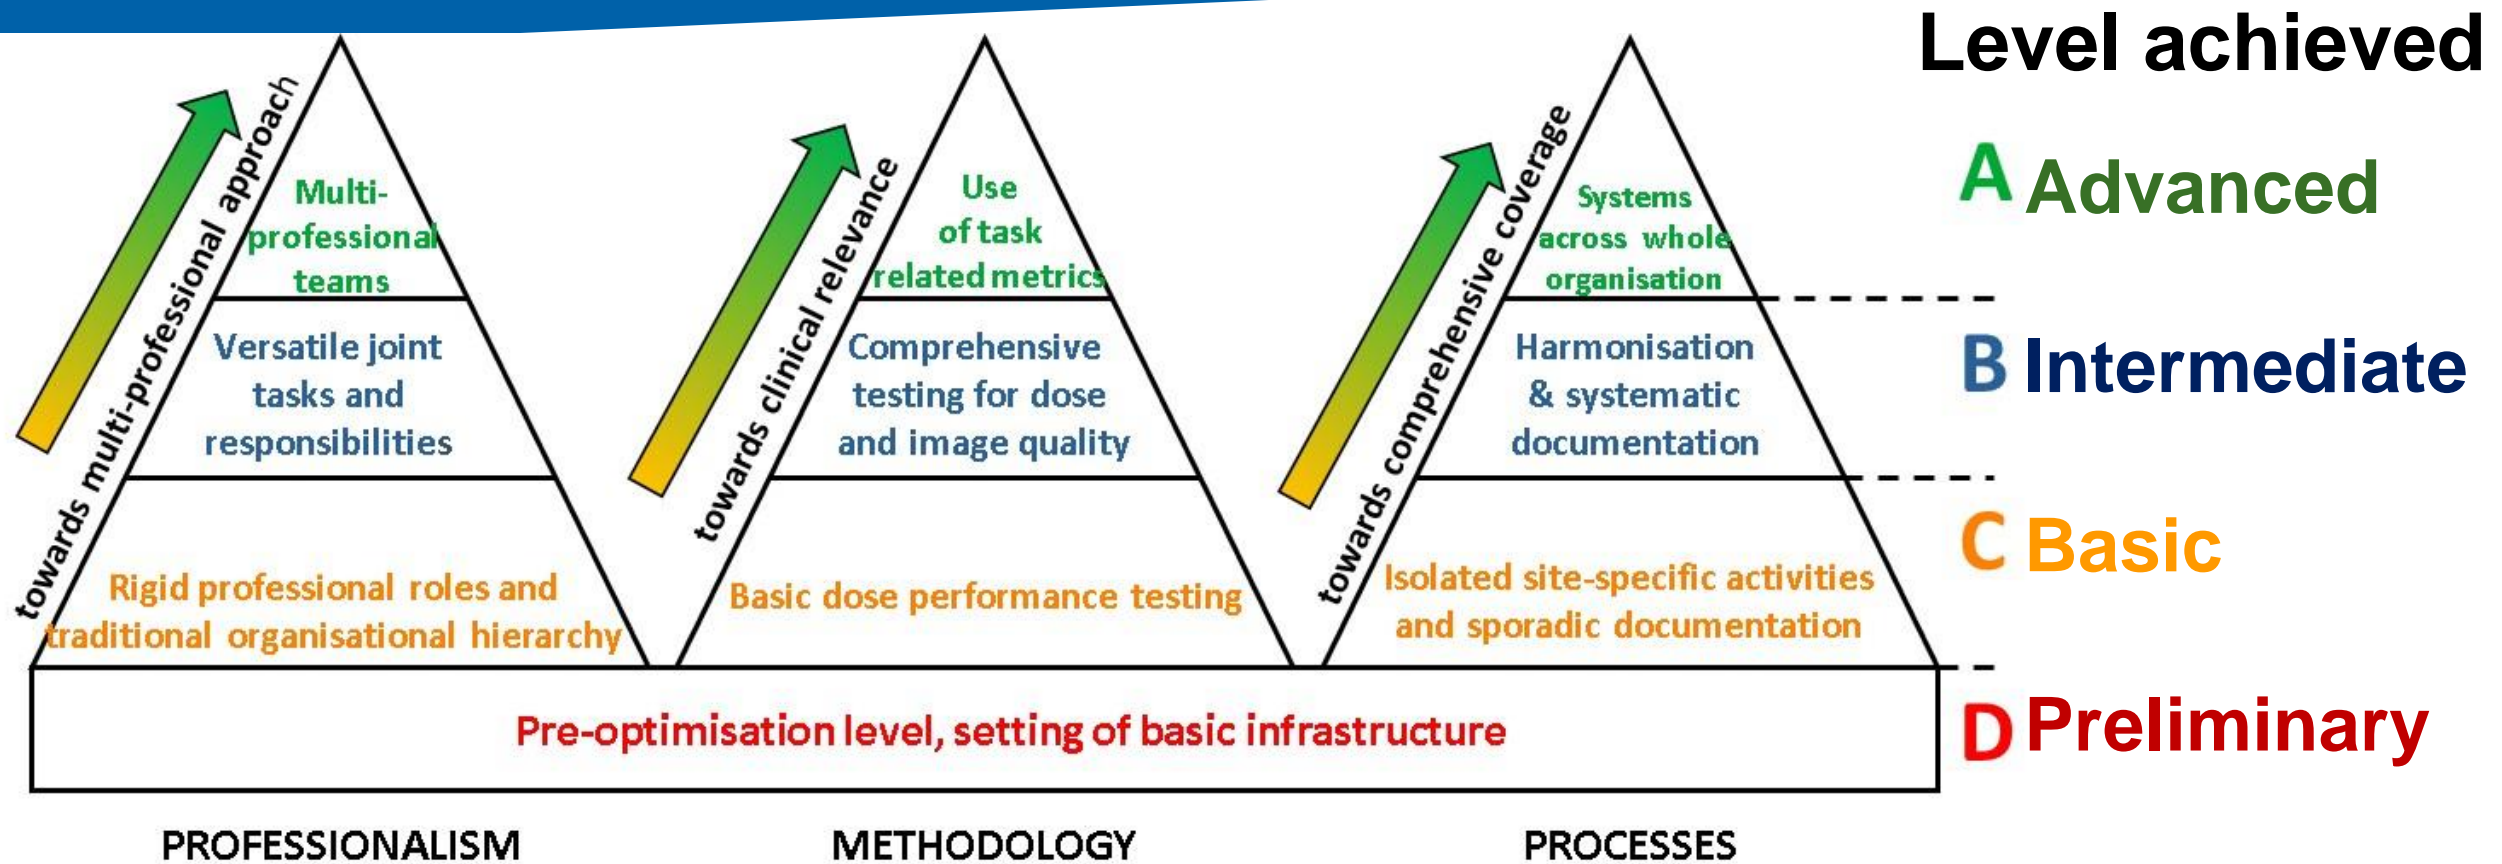 Level achieved
towards multi-professional approach
Multi-
professional
teams
Versatile joint
tasks and
responsibilities
Rigid professional roles and
traditional organisational hierarchy
towards clinical relevance
Use
of task
related metrics
Comprehensive
testing for dose
and image quality
Basic dose performance testing
towards comprehensive coverage
Systems
across whole
organisation
Harmonisation
& systematic
documentation
Isolated site-specific activities
and sporadic documentation
A Advanced
B Intermediate
C Basic
D Preliminary
Pre-optimisation level, setting of basic infrastructure
PROFESSIONALISM
METHODOLOGY
PROCESSES